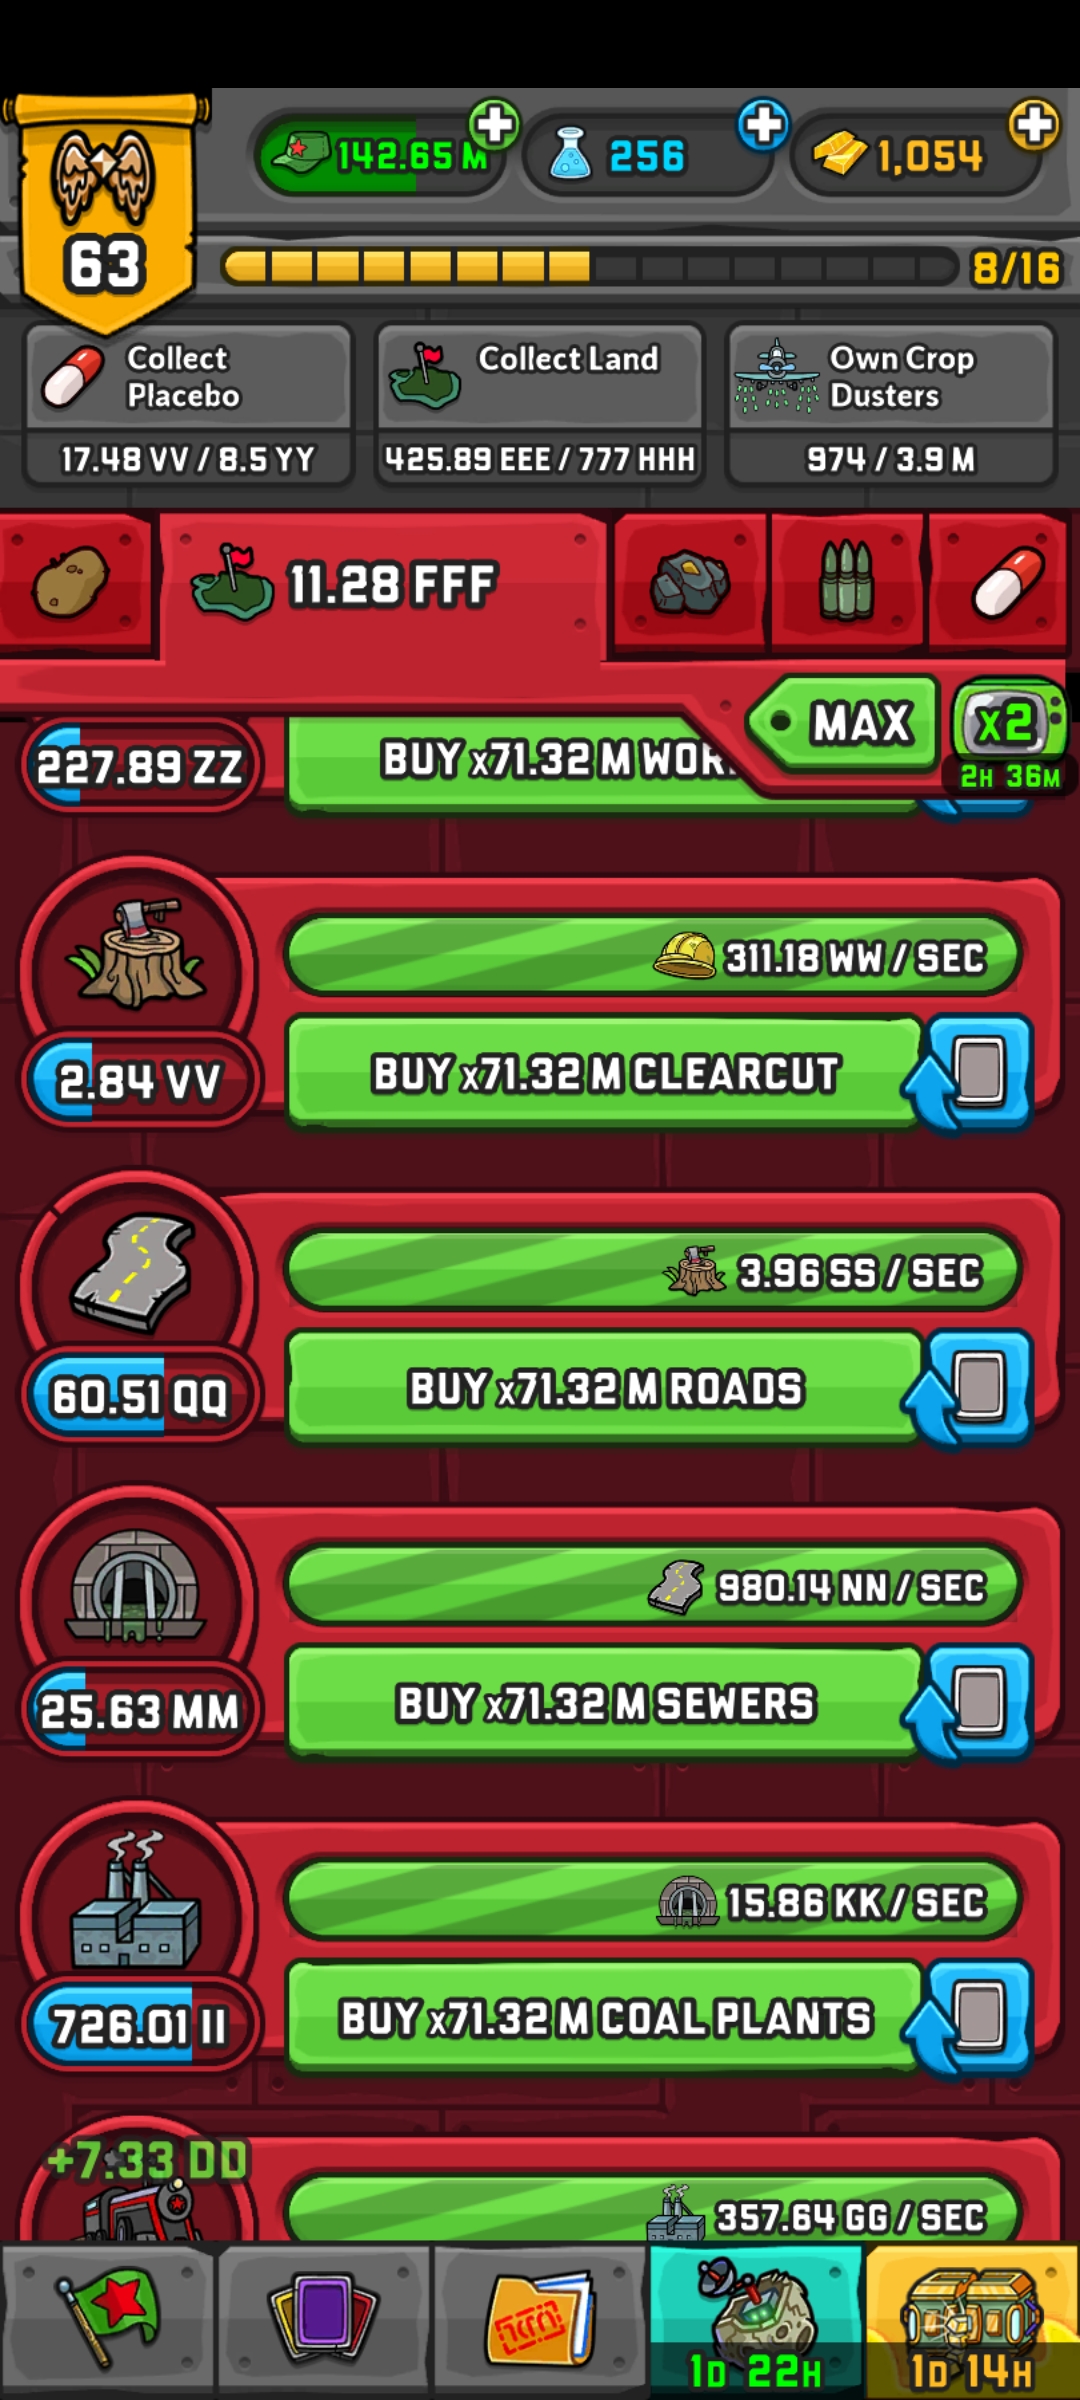 63
142.65 M
256
1,054
8/16
Collect
Placebo
17.48 VV / 8.5 YY
Collect Land
425.89 EEE / 777 HHH
Own Crop
Dusters
974 / 3.9 M
11.28 FFF
MAX
x2
2H 36M
227.89 ZZ
BUY x71.32 M WOR
311.18 WW / SEC
2.84 VV
BUY x71.32 M CLEARCUT
3.96 SS / SEC
60.51 QQ
BUY x71.32 M ROADS
980.14 NN / SEC
25.63 MM
BUY x71.32 M SEWERS
15.86 KK / SEC
726.01 II
BUY x71.32 M COAL PLANTS
+7.33 DD
357.64 GG / SEC
1D 22H
1D 14H